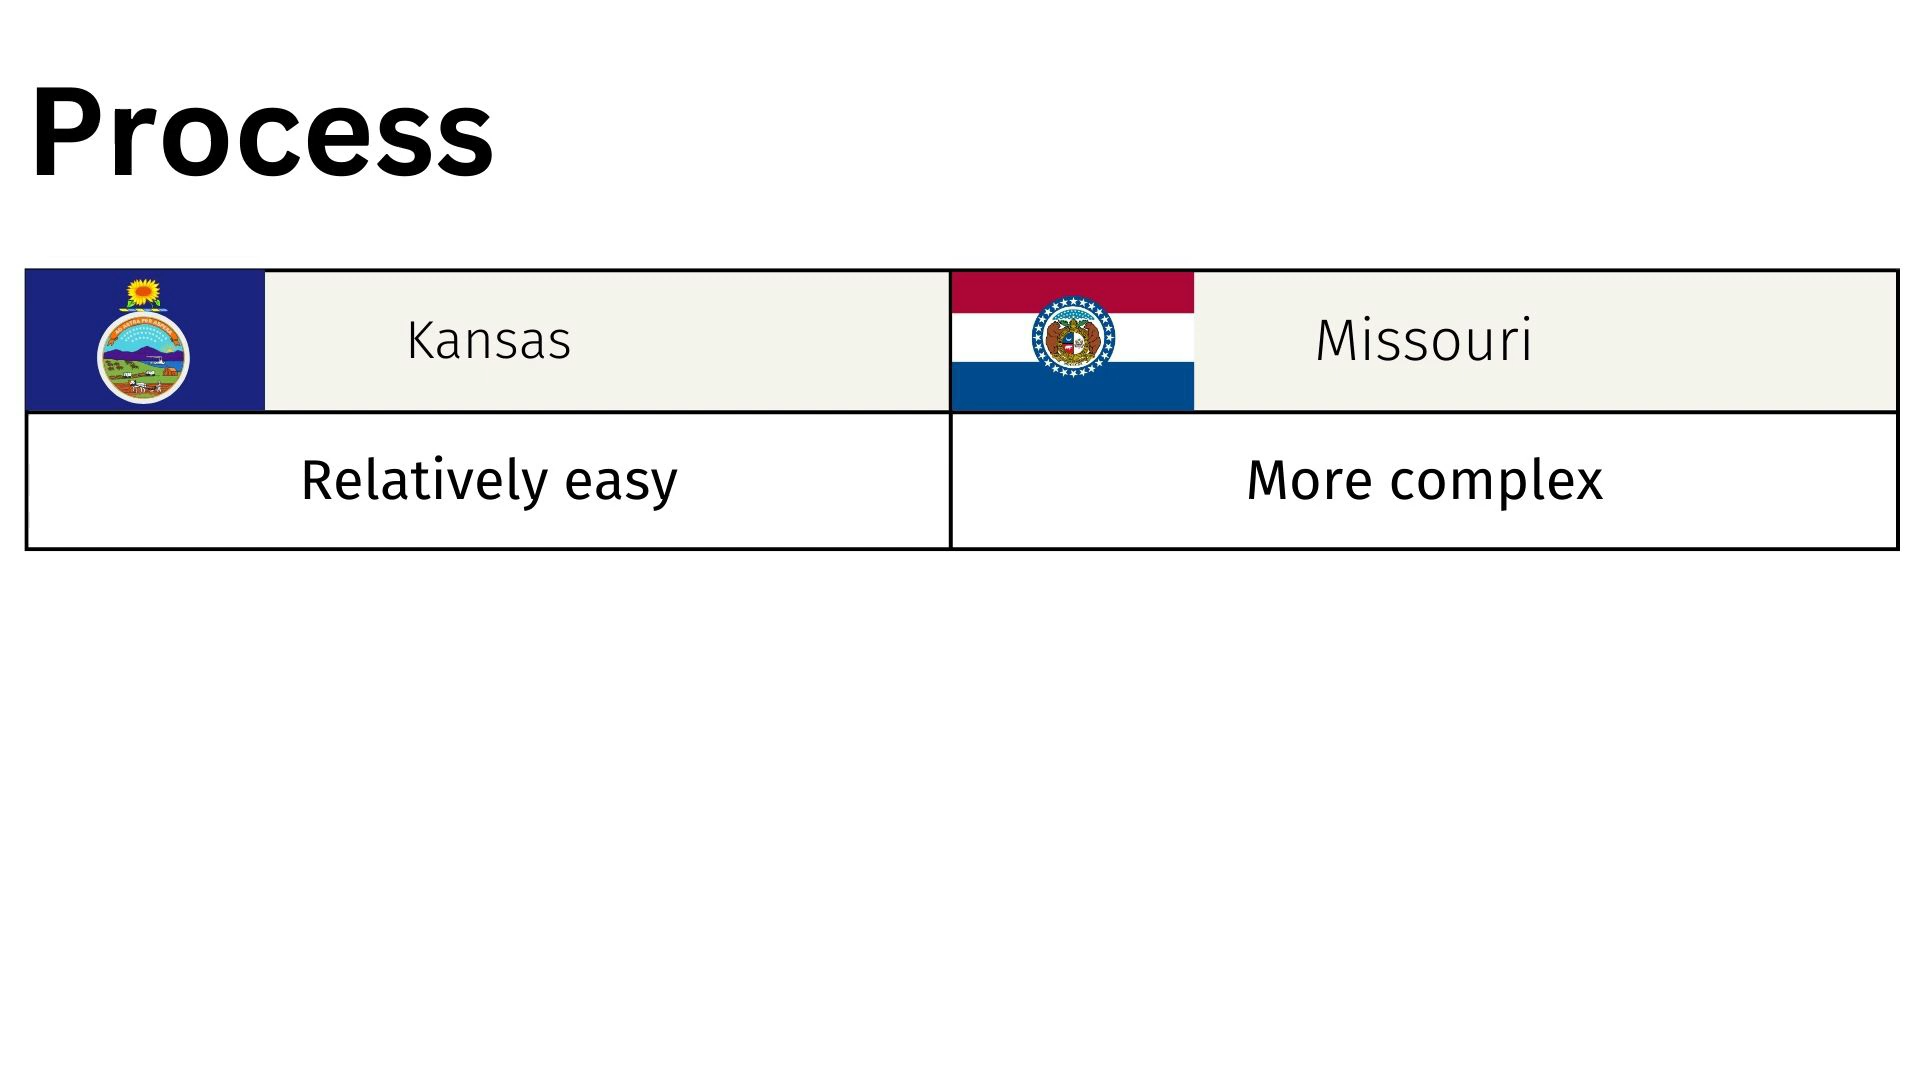 Process
Kansas
Missouri
Relatively easy
More complex